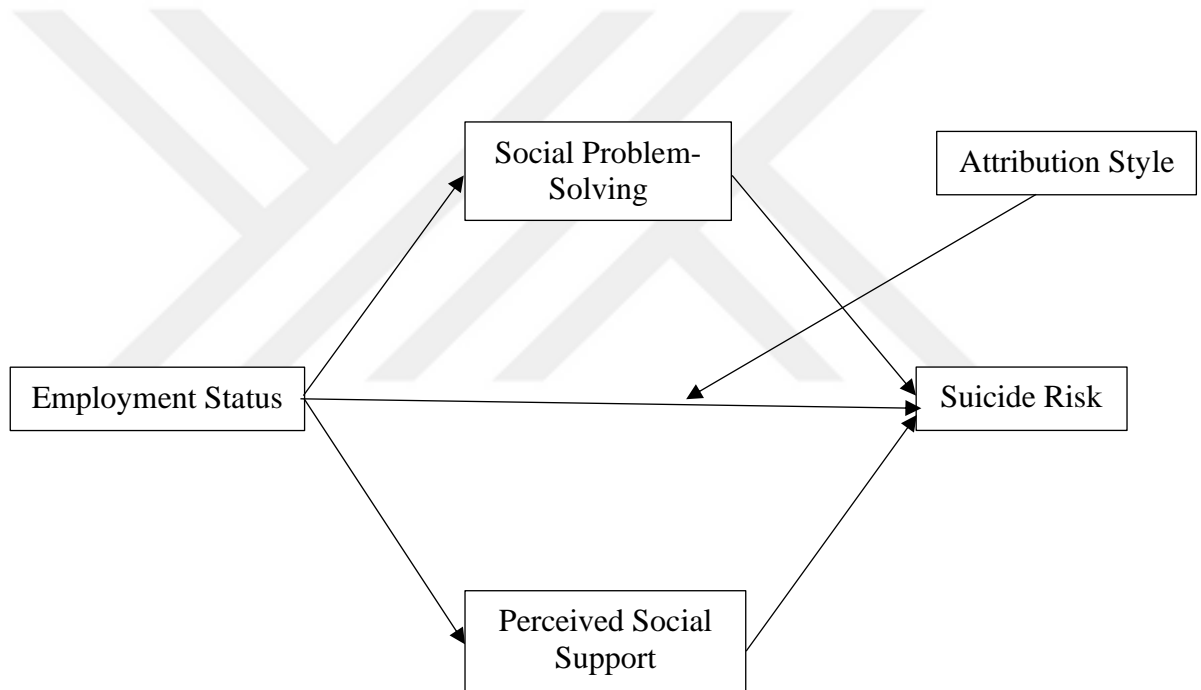 Social Problem-
Solving
Attribution Style
Employment Status
Suicide Risk
Perceived Social
Support